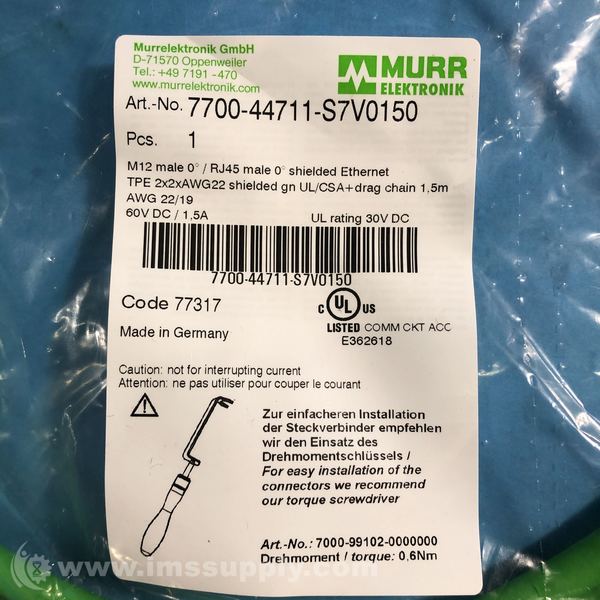 Murrelektronik GmbH
D-71570 Oppenweiler
Tel.: +49 7191 -470
www.murrelektronik.com
MURR
ELEKTRONIK
Art.-No. 7700-44711-S7V0150
Pcs. 1
M12 male 0° / RJ45 male 0° shielded Ethernet
TPE 2x2xAWG22 shielded gn UL/CSA+drag chain 1,5m
AWG 22/19
60V DC / 1,5A UL rating 30V DC
7700-44711-S7V0150
Code 77317
Made in Germany
C UL US
LISTED COMM CKT ACC
E362618
Caution: not for interrupting current
Attention: ne pas utiliser pour couper le courant
Zur einfacheren Installation
der Steckverbinder empfehlen
wir den Einsatz des
Drehmomentschlüssels /
For easy installation of the
connectors we recommend
our torque screwdriver
Art.-No.: 7000-99102-0000000
Drehmoment / torque: 0,6Nm
www.imssupply.com